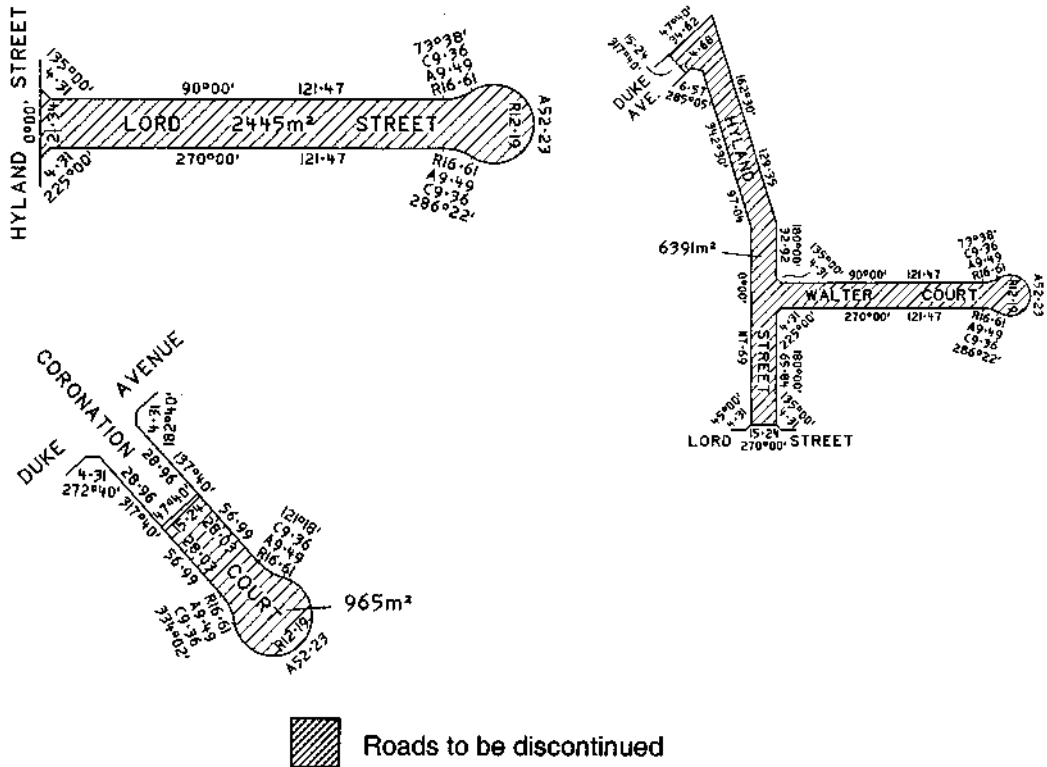 HYLAND STREET
0°00'
21·34
135°00'
4·31
90°00' 121·47
LORD 2445m² STREET
270°00' 121·47
4·31
225°00'
73°38'
C9·36
A9·49
R16·61
R12·19
A52·23
R16·61
A9·49
C9·36
286°22'
47°40'
34·62
15·24
317°40'
4·68
DUKE
AVE.
6·57
285°05'
162°30'
129·35
HYLAND
342°30'
97·04
6391m²
180°00'
32·92
135°00'
4·31
0°00'
90°00' 121·47
WALTER COURT
270°00' 121·47
73°38'
C9·36
A9·49
R16·61
R12·19
A52·23
R16·61
A9·49
C9·36
286°22'
4·31
225°00'
STREET
180°00'
65·84
45°00'
4·31
135°00'
4·31
15·24
LORD STREET
270°00'
CORONATION
DUKE AVENUE
4·31
182°40'
4·31
272°40'
28·96
137°40'
56·99
28·96
317°40'
56·99
47°40'
15·24
28·03
28·03
COURT
121°18'
C9·36
A9·49
R16·61
965m²
R12·19
A52·23
R16·61
A9·49
C9·36
334°02'
Roads to be discontinued